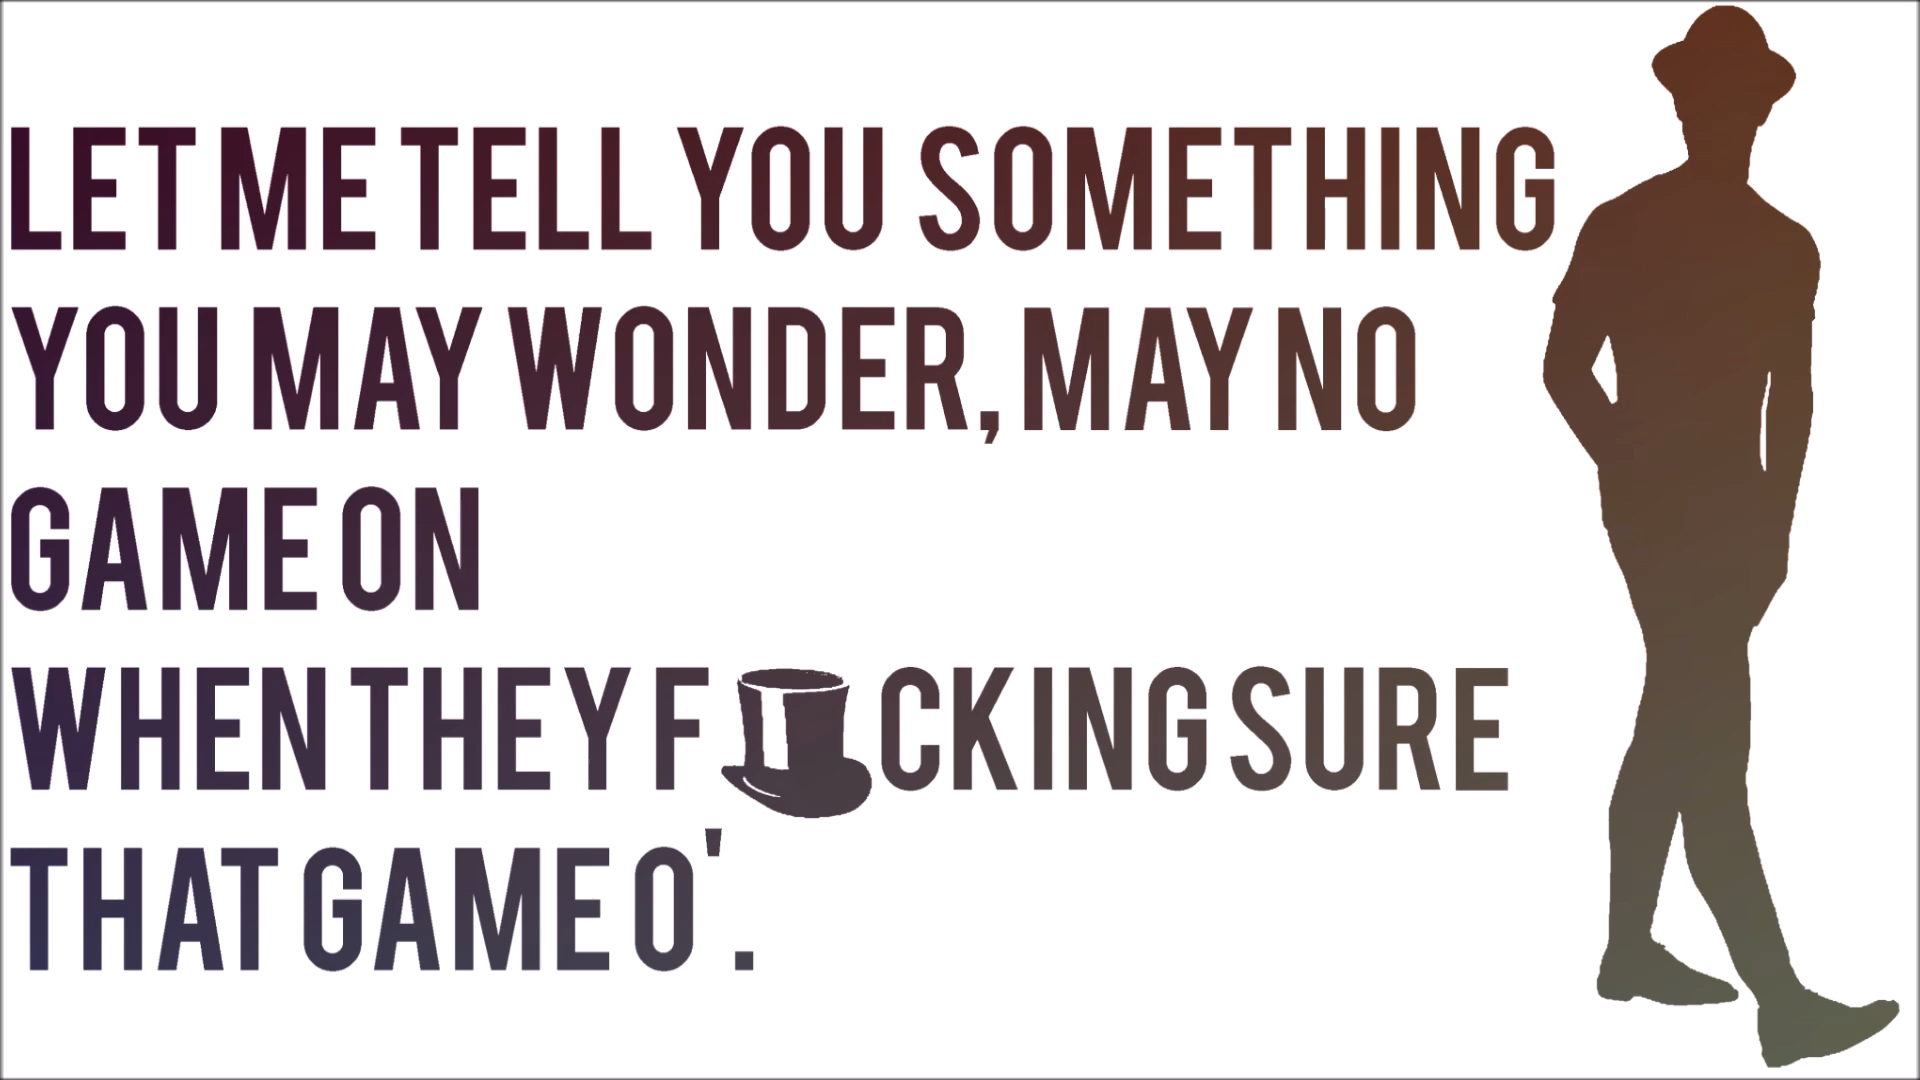 LET ME TELL YOU SOMETHING
YOU MAY WONDER, MAY NO
GAME ON
WHEN THEY F CKING SURE
THAT GAME O'.